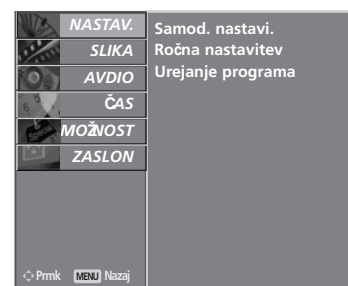 NASTAV.
SLIKA
AVDIO
ČAS
MOŽNOST
ZASLON
Samod. nastavi.
Ročna nastavitev
Urejanje programa
Prmk MENU Nazaj